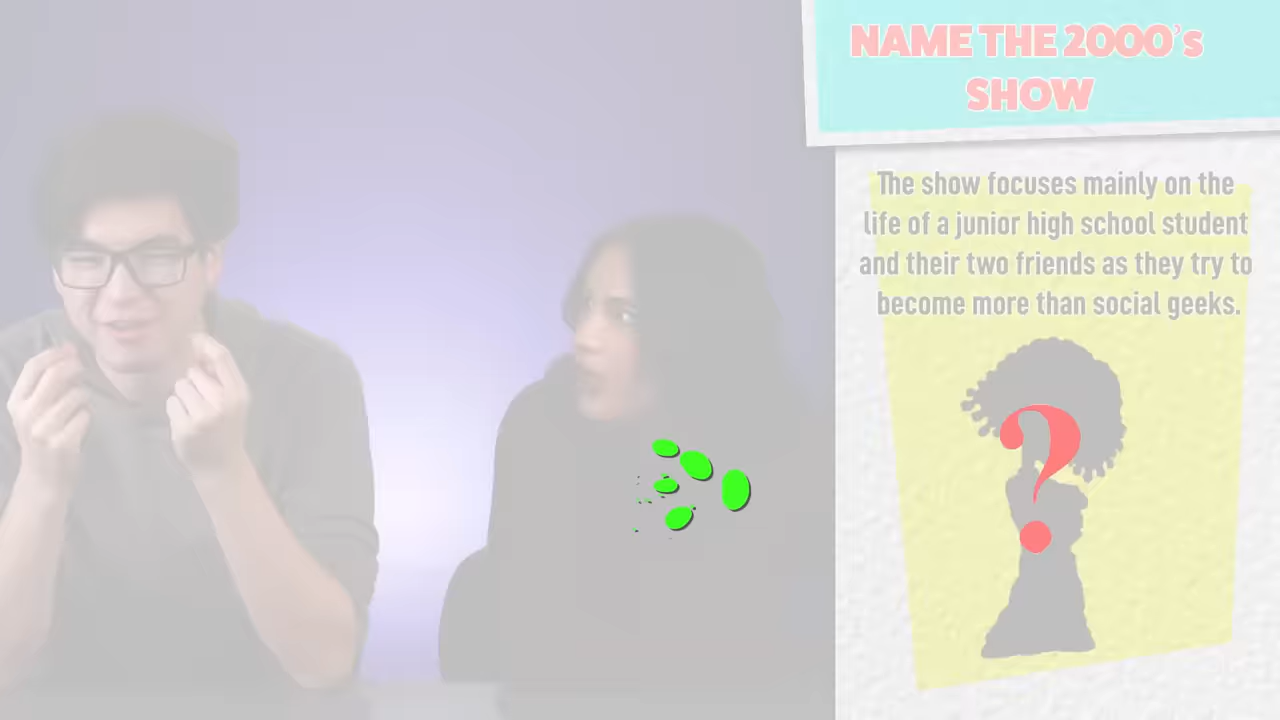 NAME THE 2000's
SHOW
The show focuses mainly on the
life of a junior high school student
and their two friends as they try to
become more than social geeks.
?